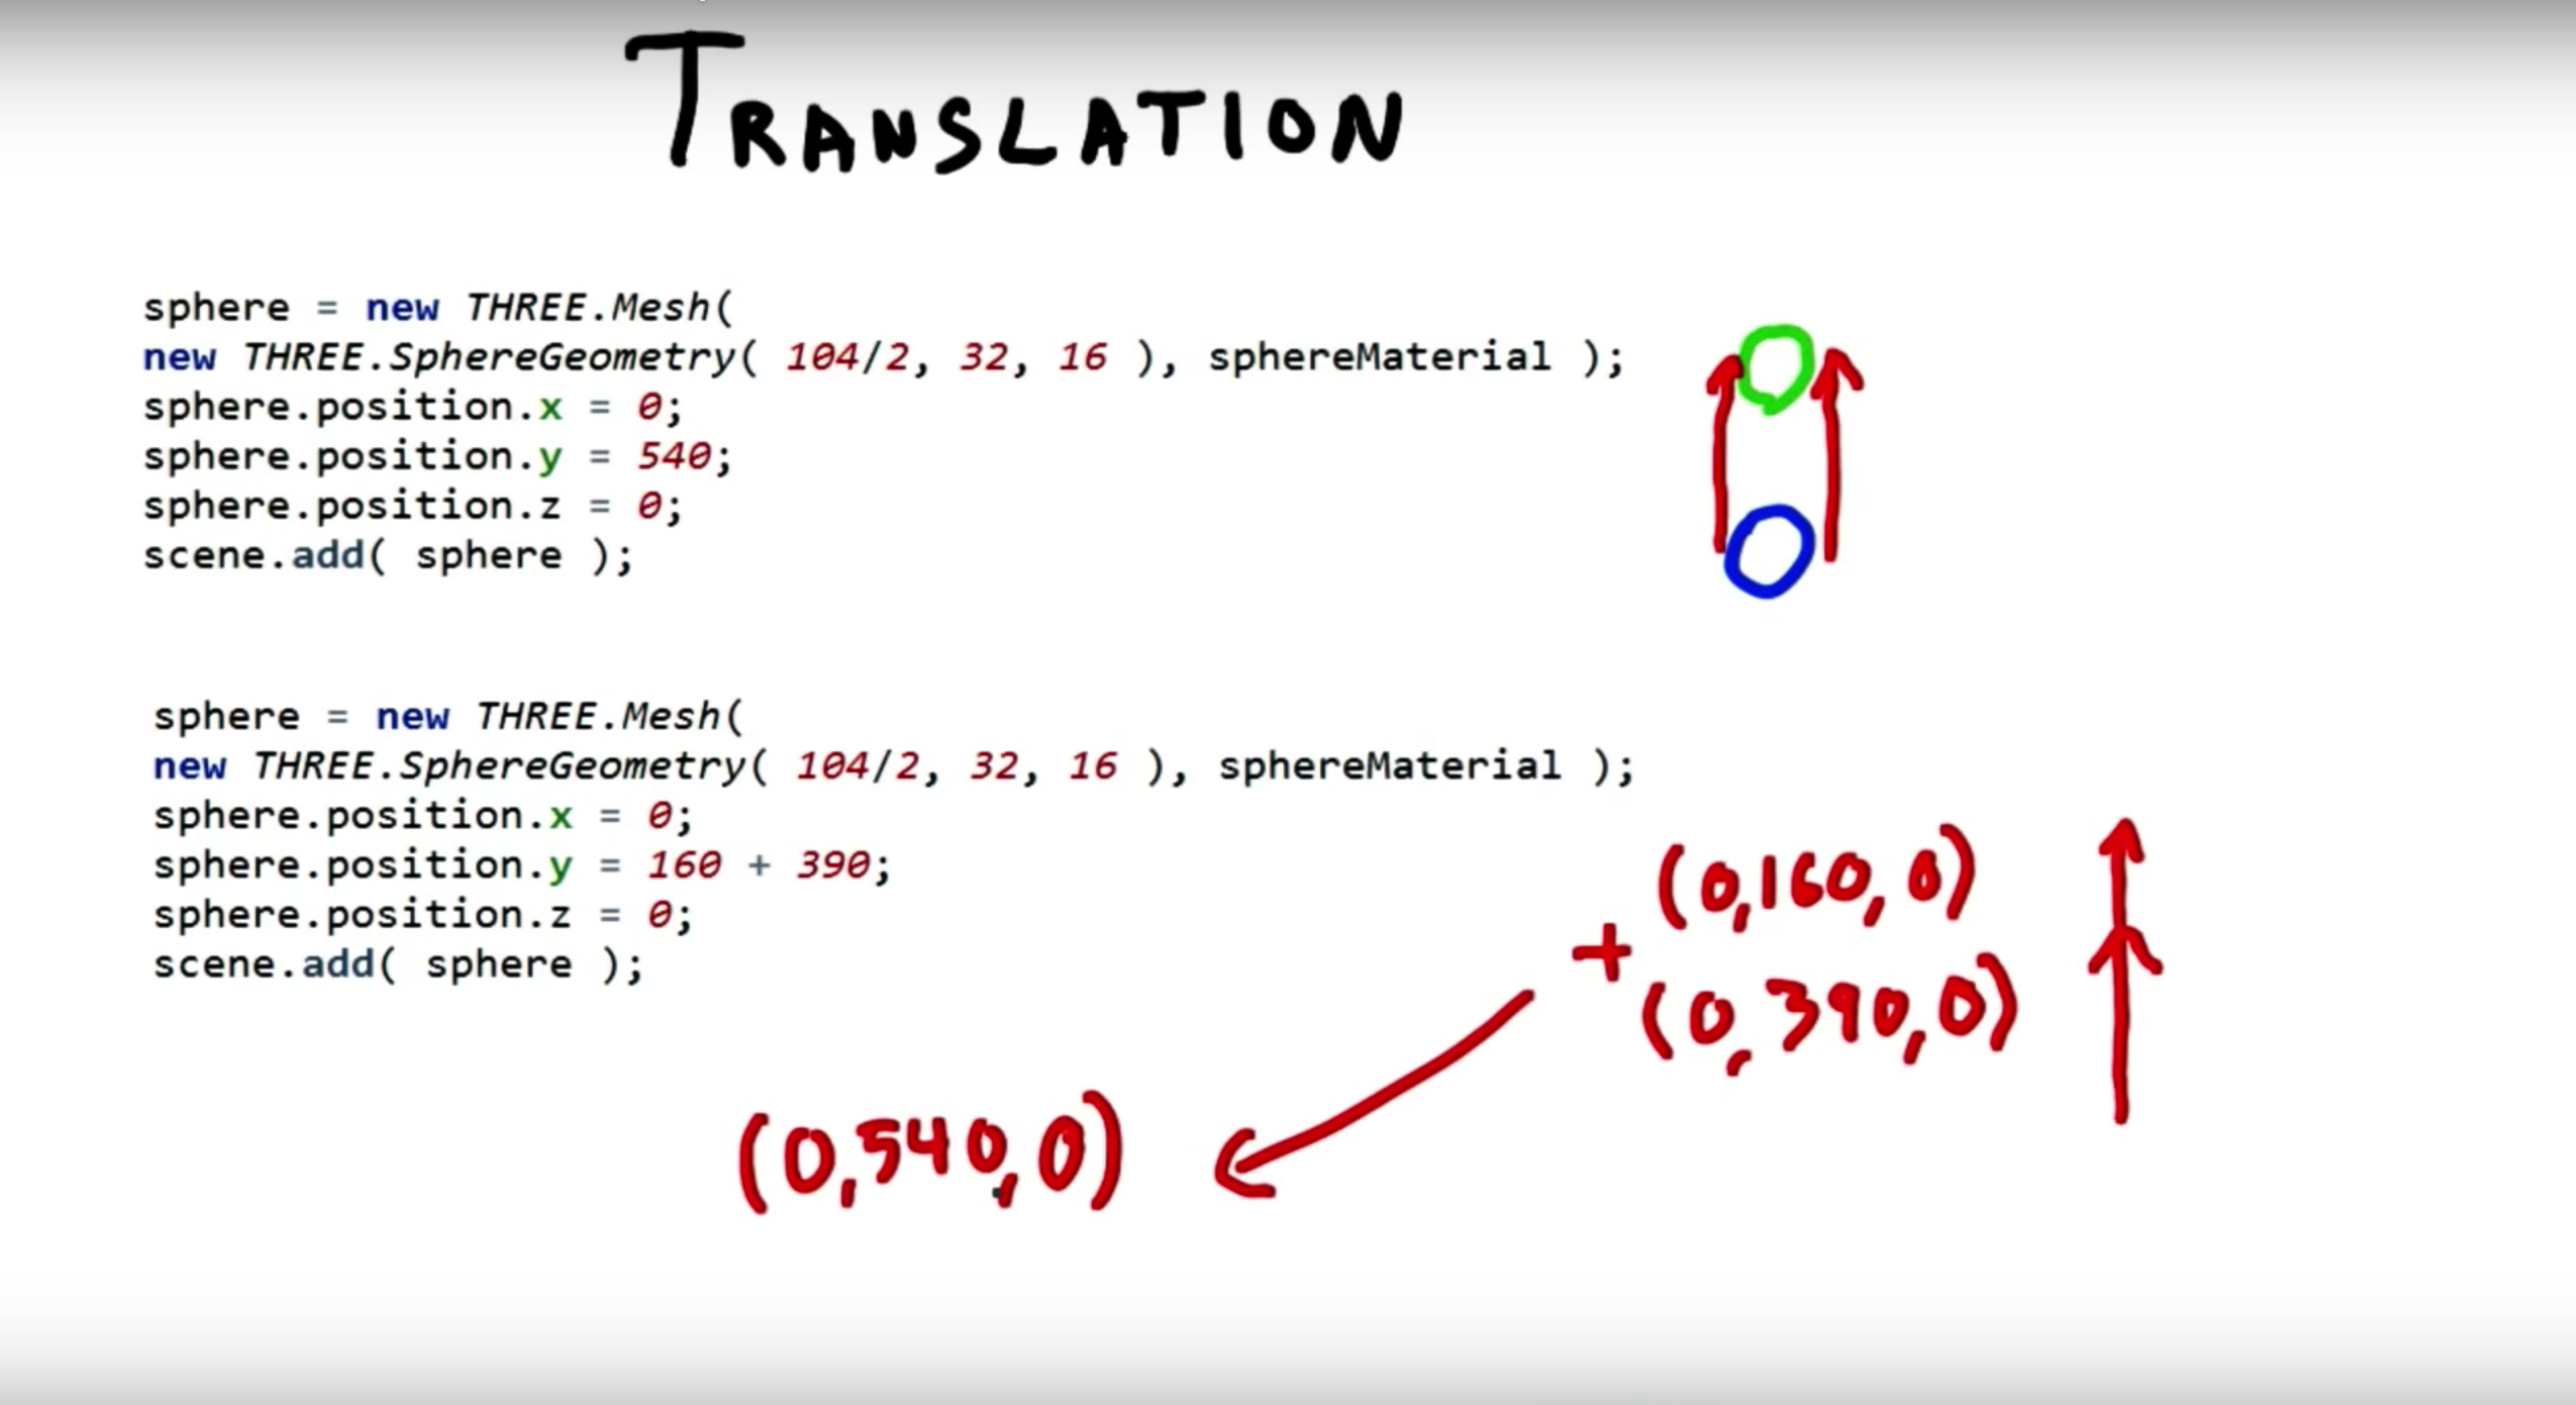 TRANSLATION
sphere = new THREE.Mesh(
new THREE.SphereGeometry( 104/2, 32, 16 ), sphereMaterial );
sphere.position.x = 0;
sphere.position.y = 540;
sphere.position.z = 0;
scene.add( sphere );
sphere = new THREE.Mesh(
new THREE.SphereGeometry( 104/2, 32, 16 ), sphereMaterial );
sphere.position.x = 0;
sphere.position.y = 160 + 390;
sphere.position.z = 0;
scene.add( sphere );
(0,160,0)
+
(0,390,0)
(0,540,0)